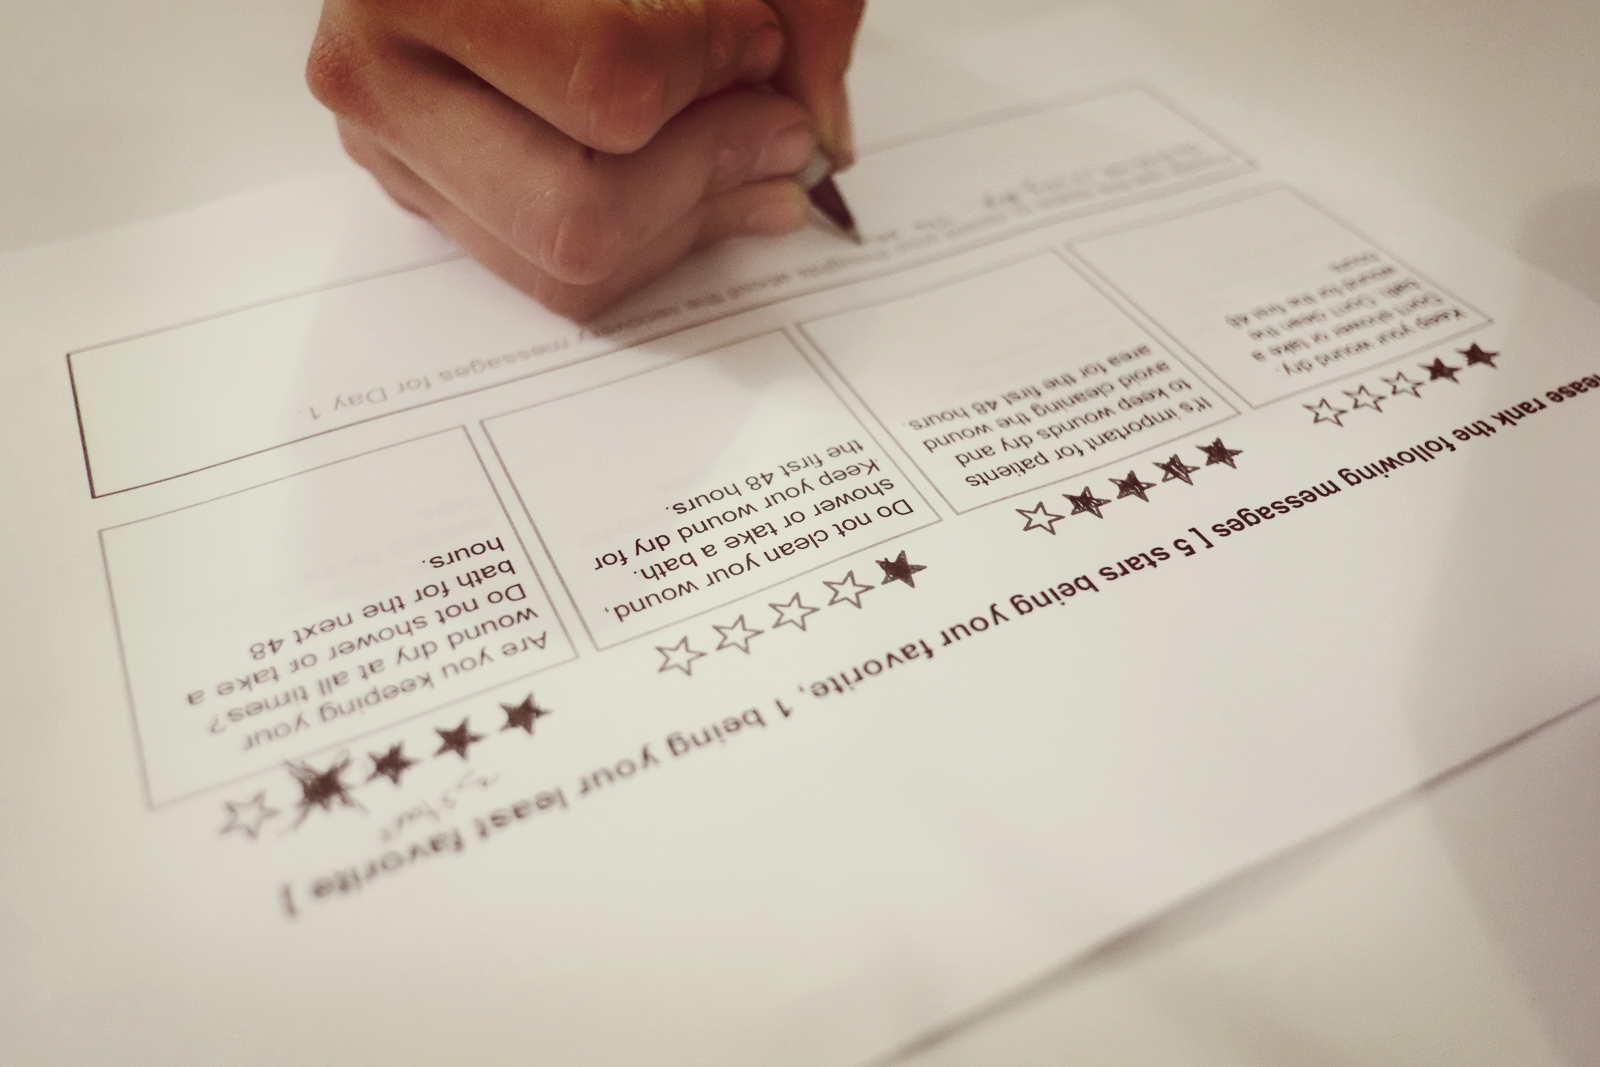 rank the following messages [ 5 stars being your favorite, 1 being your least favorite ]
Keep your wound dry.
Don't shower or take a
bath. Don't clean the
wound for the first 48
hours.
It's important for patients
to keep wounds dry and
avoid cleaning the wound
area for the first 48 hours.
Do not clean your wound,
shower or take a bath.
Keep your wound dry for
the first 48 hours.
Are you keeping your
wound dry at all times?
Do not shower or take a
bath for the next 48
hours.
thoughts about the recovery messages for Day 1.